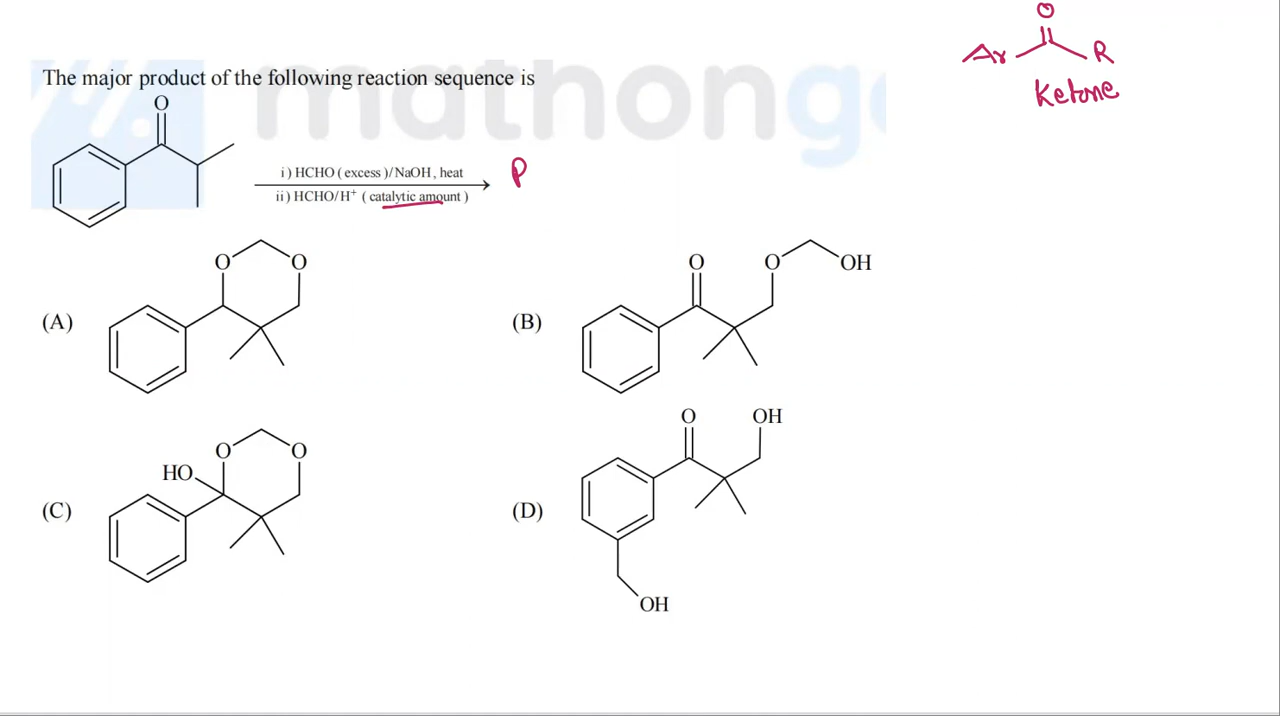 O
Ar R
Ketone
mathongo
The major product of the following reaction sequence is
O
i) HCHO (excess)/NaOH, heat
ii) HCHO/H⁺ (catalytic amount)
P
(A)
O O
(B)
O O OH
(C)
HO O O
(D)
O OH
OH